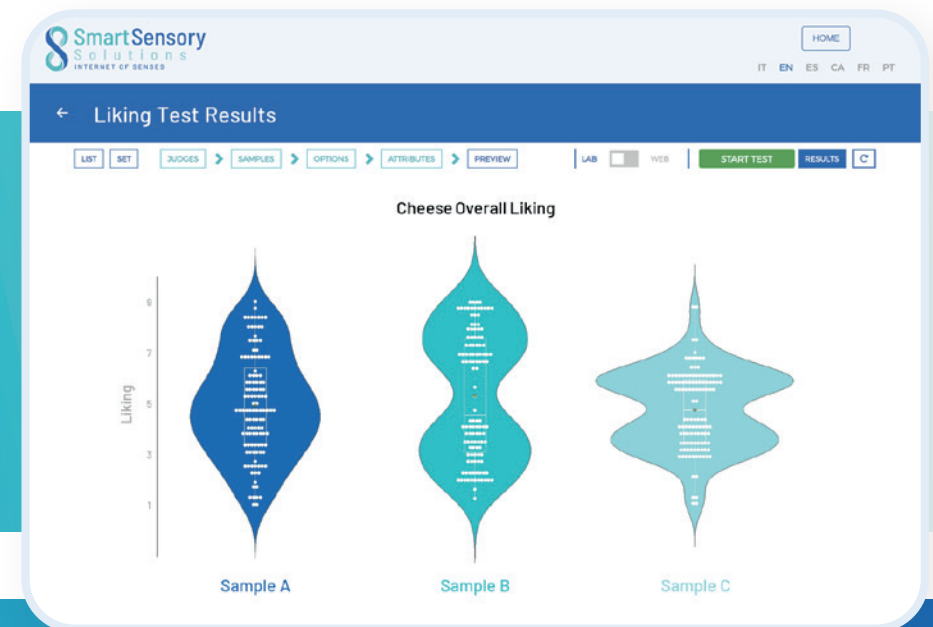 SmartSensory
Solutions
INTERNET OF SENSES
HOME
IT EN ES CA FR PT
← Liking Test Results
LIST SET JUDGES SAMPLES OPTIONS ATTRIBUTES PREVIEW LAB WEB START TEST RESULTS
Cheese Overall Liking
Liking
9
7
5
3
1
Sample A Sample B Sample C